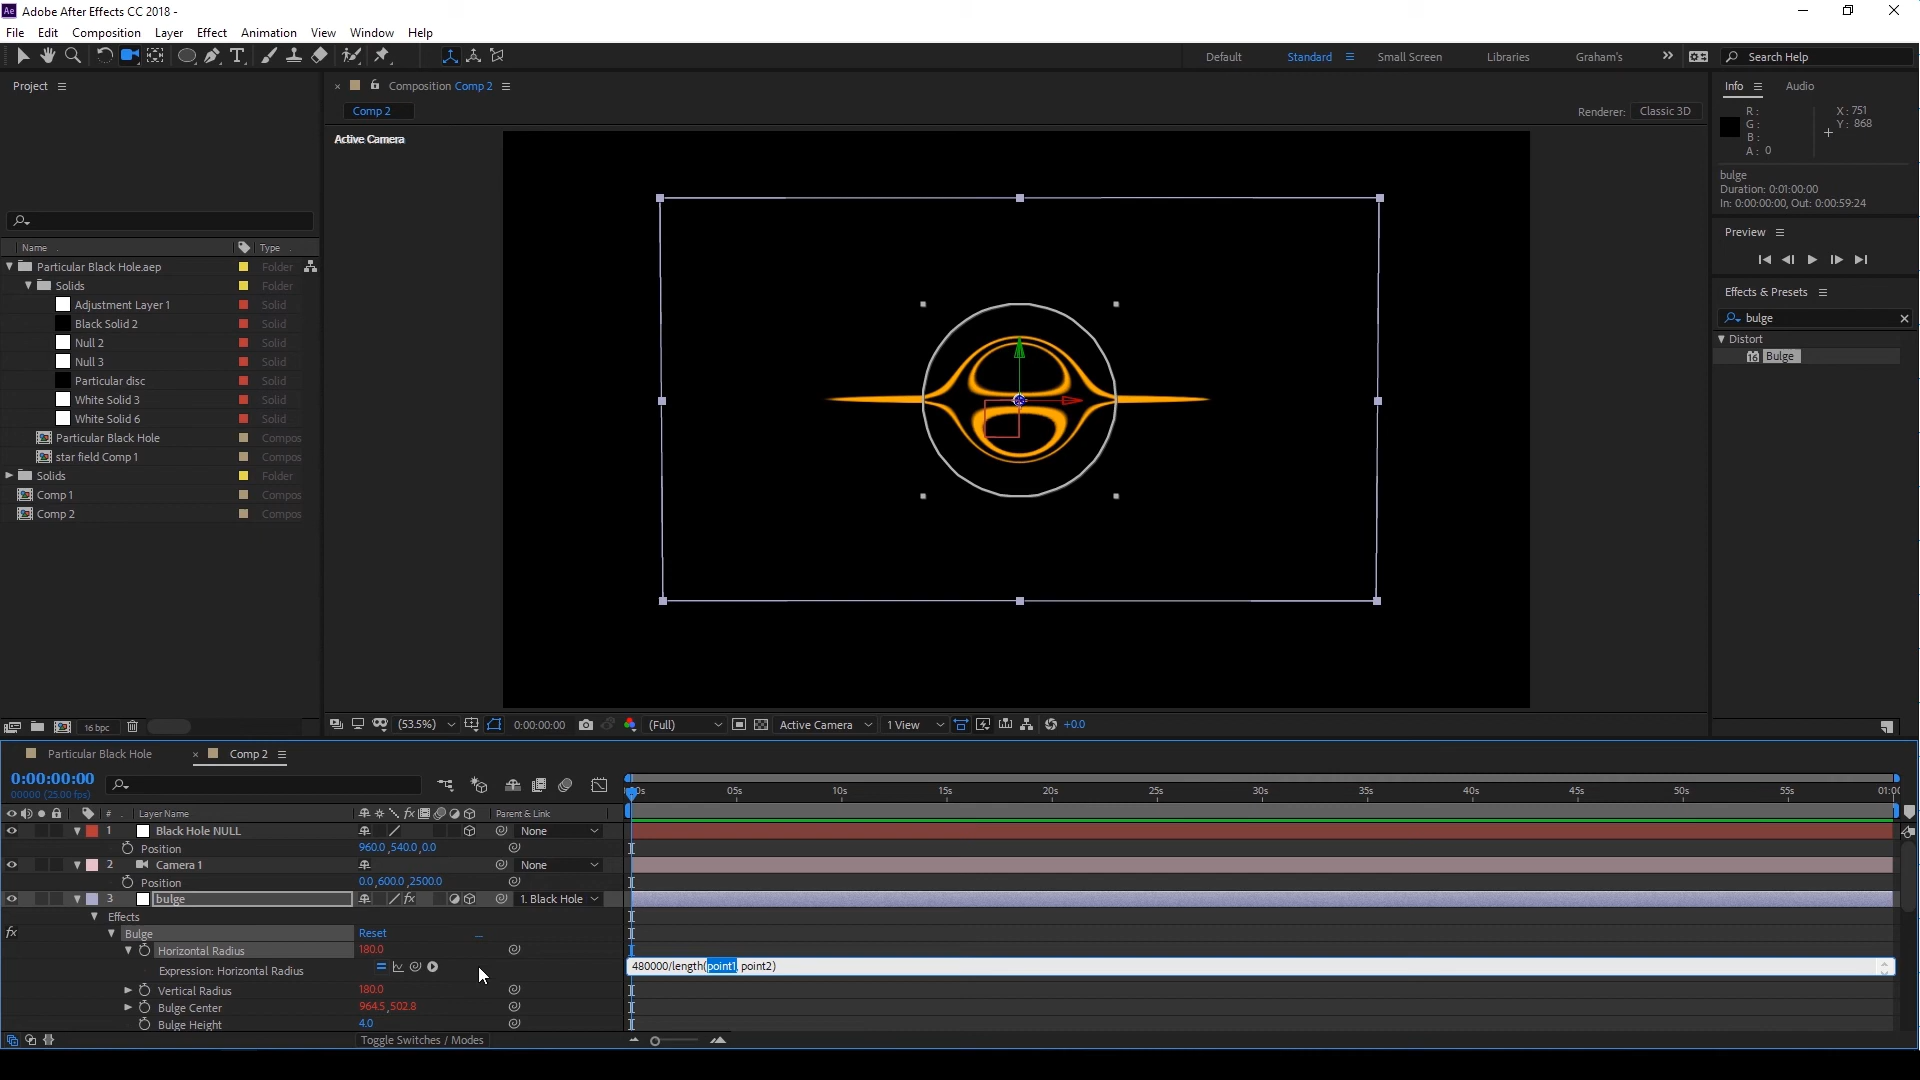 Adobe After Effects CC 2018 -
File Edit Composition Layer Effect Animation View Window Help
Default Standard Small Screen Libraries Graham's Search Help
Project
Name Type
Particular Black Hole.aep Folder
Solids Folder
Adjustment Layer 1 Solid
Black Solid 2 Solid
Null 2 Solid
Null 3 Solid
Particular disc Solid
White Solid 3 Solid
White Solid 6 Solid
Particular Black Hole Compos
star field Comp 1 Compos
Solids Folder
Comp 1 Compos
Comp 2 Compos
16 bpc
Composition Comp 2
Comp 2
Renderer: Classic 3D
Active Camera
(53.5%) 0:00:00:00 (Full) Active Camera 1 View +0.0
Info Audio
R: X: 751
G: Y: 868
B:
A: 0
bulge
Duration: 0:01:00:00
In: 0:00:00:00, Out: 0:00:59:24
Preview
Effects & Presets
bulge
Distort
Bulge
Particular Black Hole Comp 2
0:00:00:00
00000 (25.00 fps)
05s 10s 15s 20s 25s 30s 35s 40s 45s 50s 55s
# Layer Name Parent & Link
1 Black Hole NULL None
Position 960.0,540.0,0.0
2 Camera 1 None
Position 0.0,600.0,2500.0
3 bulge fx 1. Black Hole
Effects
fx Bulge Reset
Horizontal Radius 180.0
Expression: Horizontal Radius 480000/length(point1, point2)
Vertical Radius 180.0
Bulge Center 964.5,502.8
Bulge Height 4.0
Toggle Switches / Modes